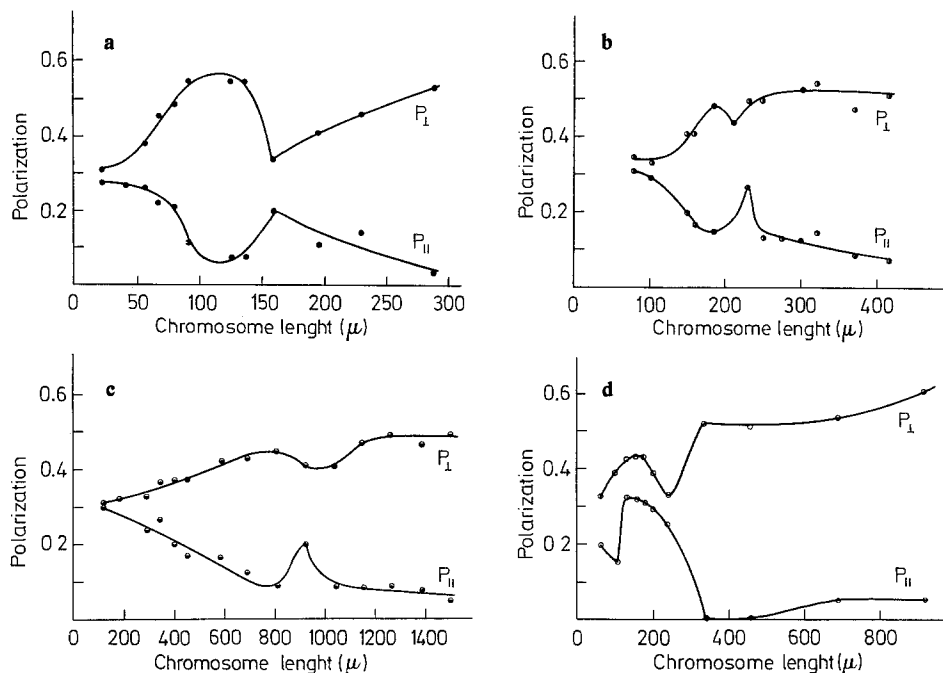 a
0.6
0.4
0.2
Polarization
P⊥
P||
0 50 100 150 200 250 300
Chromosome lenght (μ)
b
0.6
0.4
0.2
0
Polarization
P⊥
P||
0 100 200 300 400
Chromosome lenght (μ)
c
0.6
0.4
0.2
0
Polarization
P⊥
P||
200 400 600 800 1000 1200 1400
Chromosome lenght (μ)
d
0.6
0.4
0.2
0
Polarization
P⊥
P||
0 200 400 600 800
Chromosome lenght (μ)